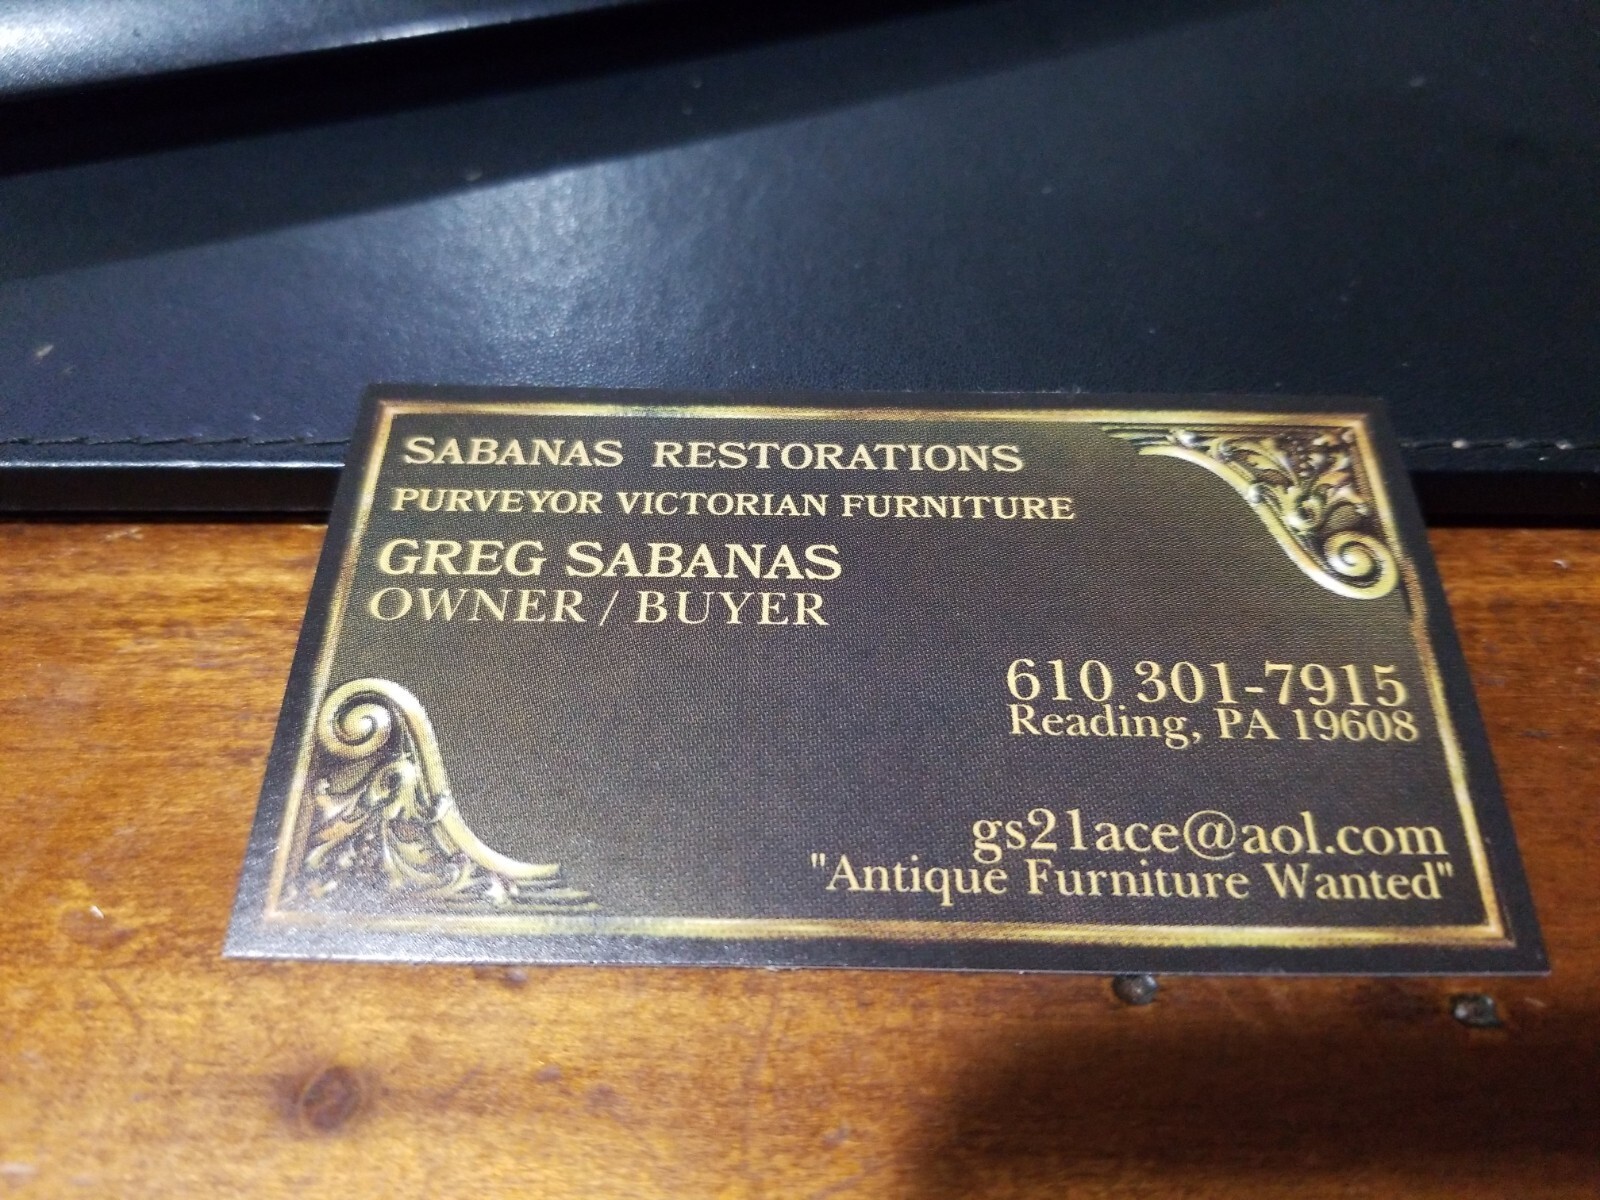 SABANAS RESTORATIONS
PURVEYOR VICTORIAN FURNITURE
GREG SABANAS
OWNER / BUYER
610 301-7915
Reading, PA 19608
gs21ace@aol.com
"Antique Furniture Wanted"